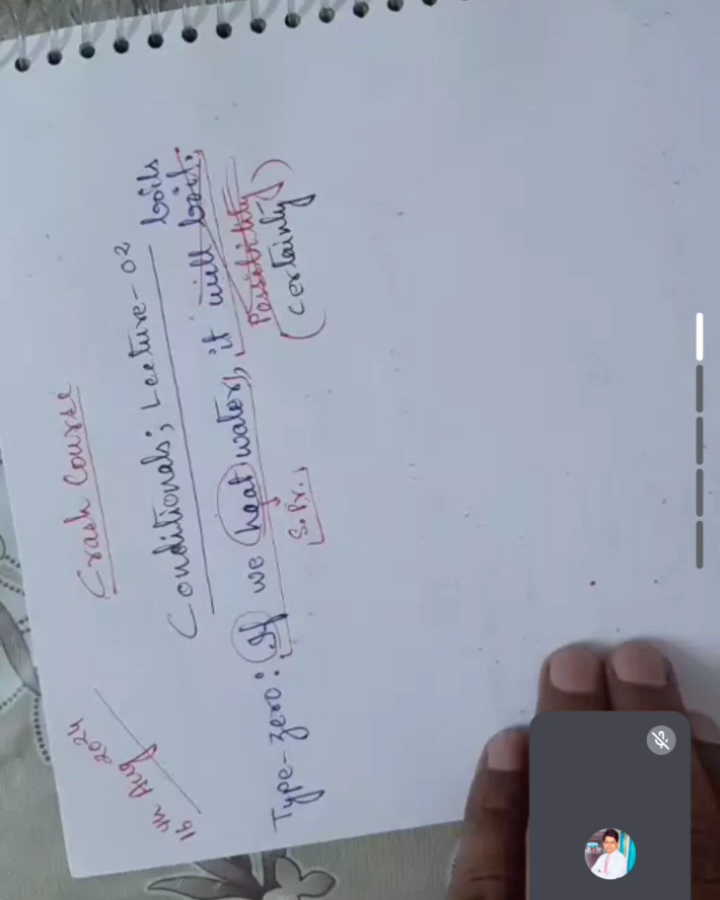 Crash Course
16th Aug 2024
Conditionals; Lecture-02
boils
Type-zero: If we heat water, it will boil.
S.Pr.
Possibility
(certainly)